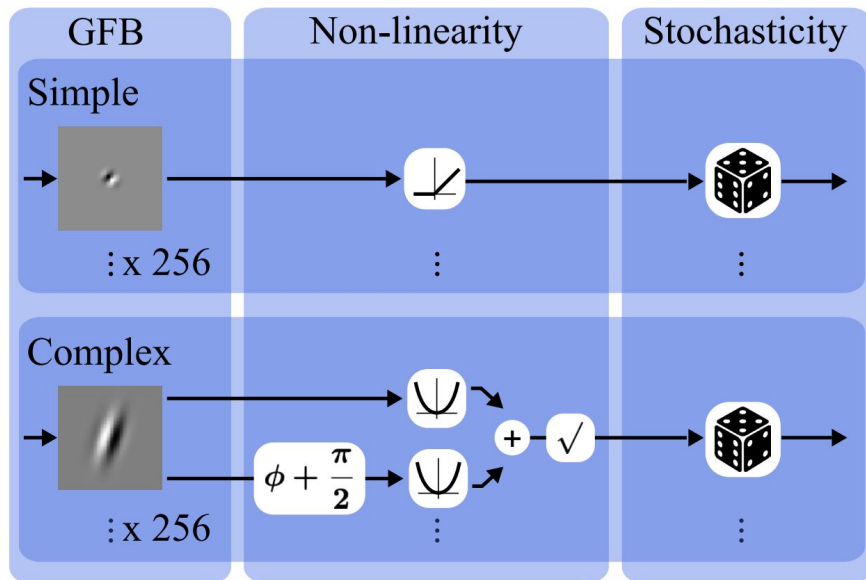 GFB
Non-linearity
Stochasticity
Simple
⋮ x 256
⋮
⋮
Complex
+
√
ϕ + π/2
⋮ x 256
⋮
⋮